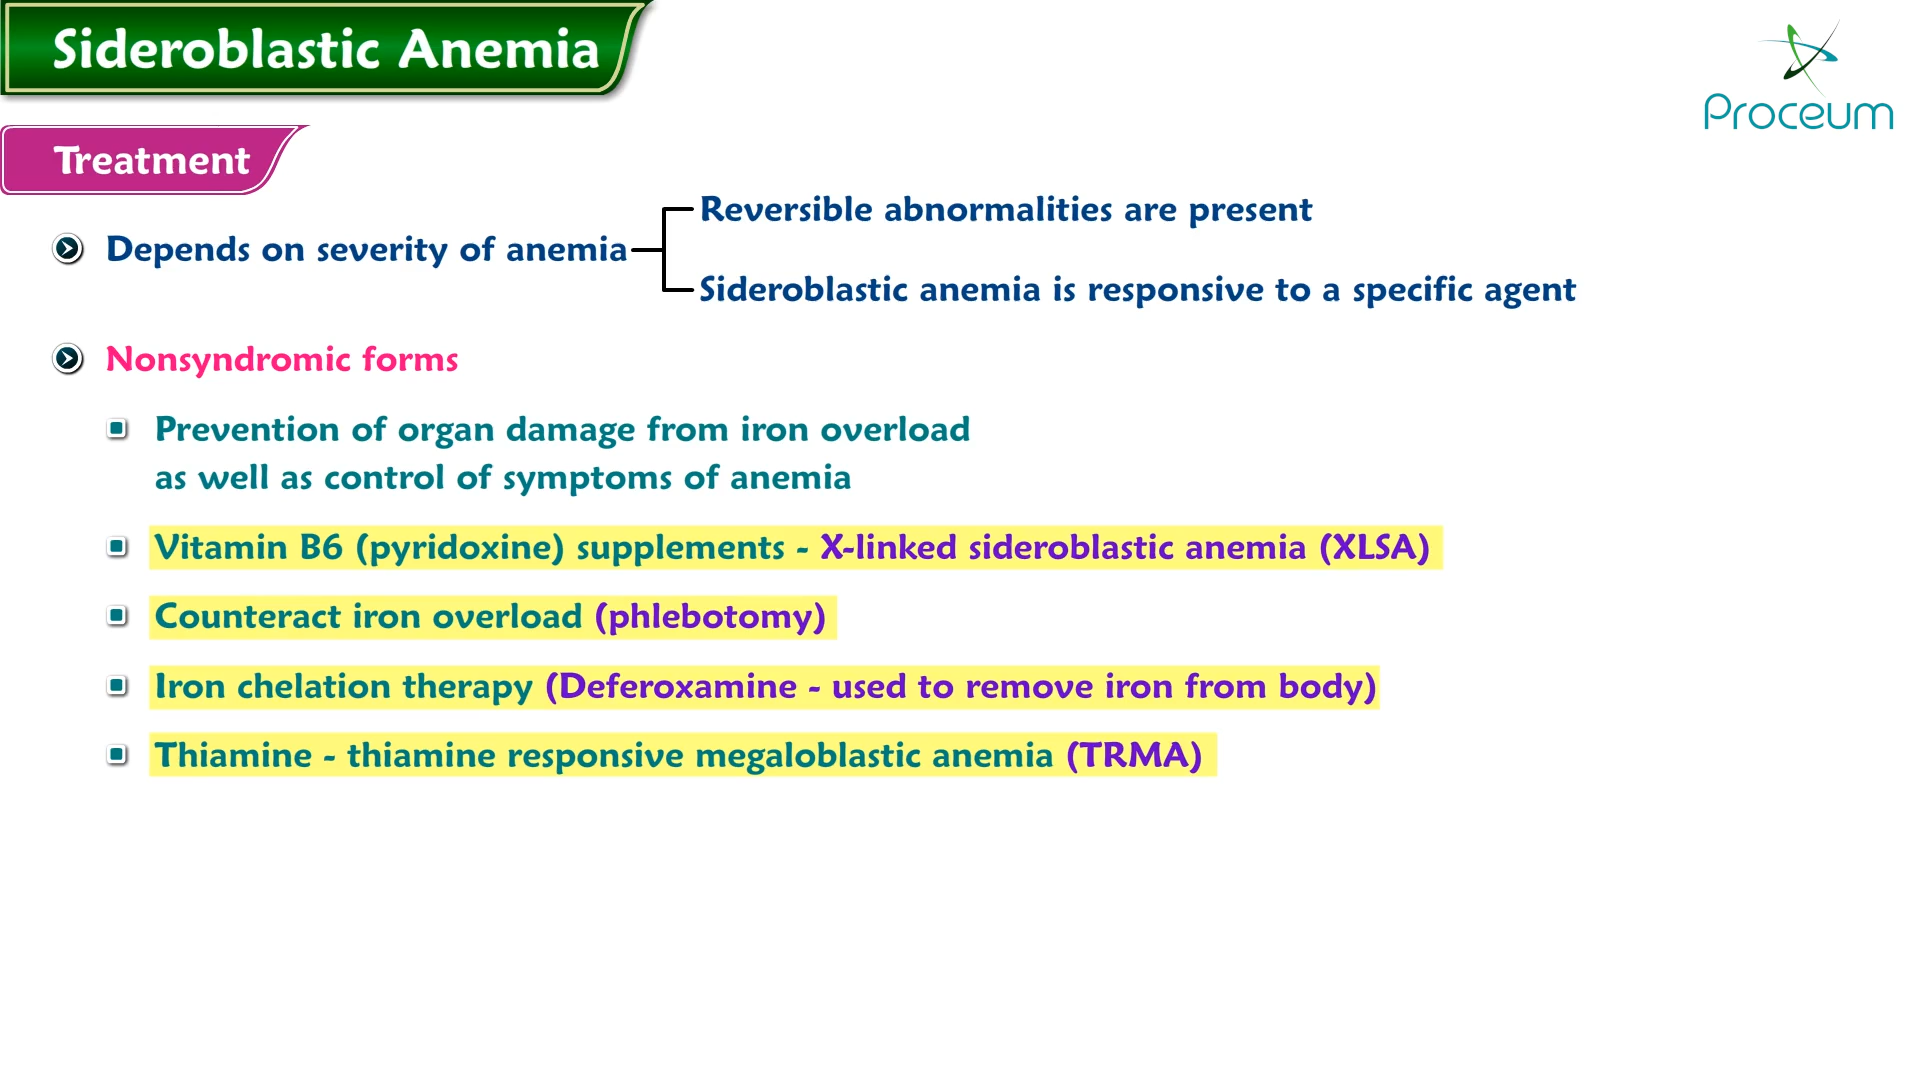 Sideroblastic Anemia
Proceum
Treatment
Reversible abnormalities are present
Depends on severity of anemia
Sideroblastic anemia is responsive to a specific agent
Nonsyndromic forms
Prevention of organ damage from iron overload
as well as control of symptoms of anemia
Vitamin B6 (pyridoxine) supplements - X-linked sideroblastic anemia (XLSA)
Counteract iron overload (phlebotomy)
Iron chelation therapy (Deferoxamine - used to remove iron from body)
Thiamine - thiamine responsive megaloblastic anemia (TRMA)